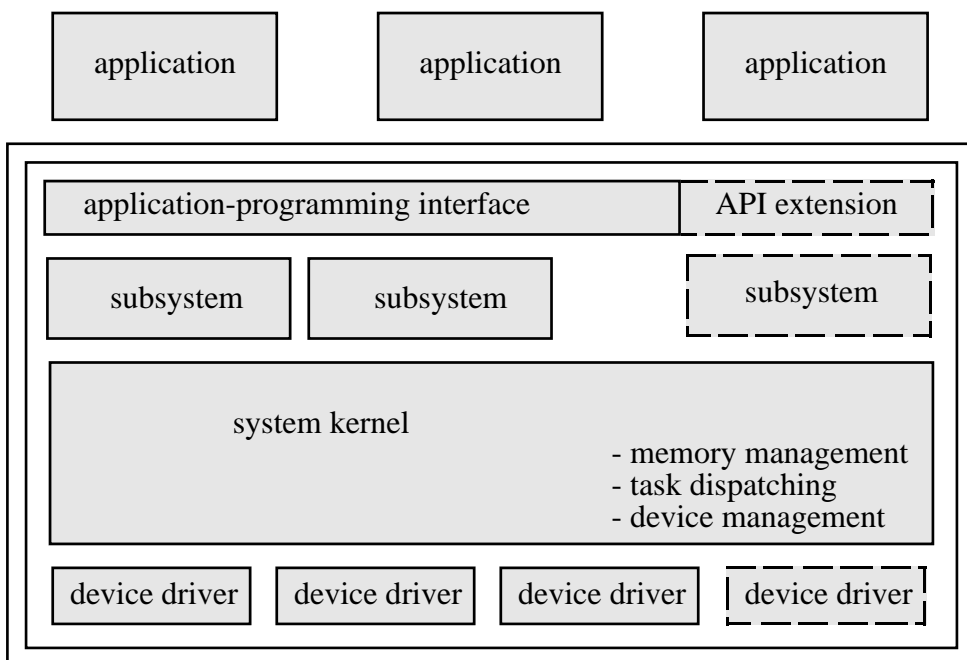 application application application
application-programming interface API extension
subsystem subsystem subsystem
system kernel
- memory management
- task dispatching
- device management
device driver device driver device driver device driver